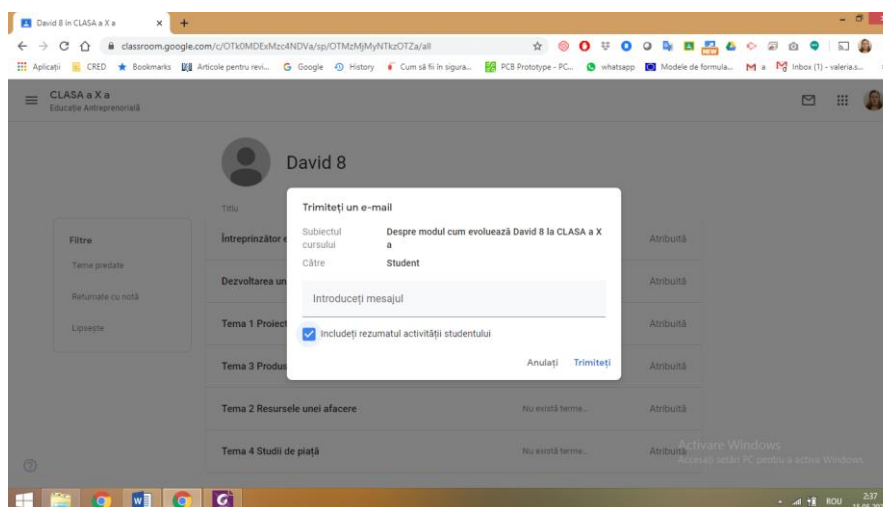 David 8 în CLASA a X a
classroom.google.com/c/OTk0MDExMzc4NDVa/sp/OTMzMjMyNTkzOTZa/all
Aplicații CRED Bookmarks Articole pentru revi... Google History Cum să fii în sigura... PCB Prototype - PC... whatsapp Modele de formula... a Inbox (1) - valeria.s...
CLASA a X a
Educație Antreprenorială
David 8
Titlu
Trimiteți un e-mail
Subiectul cursului
Despre modul cum evoluează David 8 la CLASA a X a
Către
Student
Introduceți mesajul
Includeți rezumatul activității studentului
Anulați Trimiteți
Filtre
Teme predate
Returnate cu notă
Lipsește
Întreprinzător
Atribuită
Dezvoltarea un
Atribuită
Tema 1 Proiect
Atribuită
Tema 3 Produs
Atribuită
Tema 2 Resursele unei afacere
Nu există terme...
Atribuită
Tema 4 Studii de piață
Nu există terme...
Atribuită
Activare Windows
Accesați setări PC pentru a activa Windows.
ROU
2:37